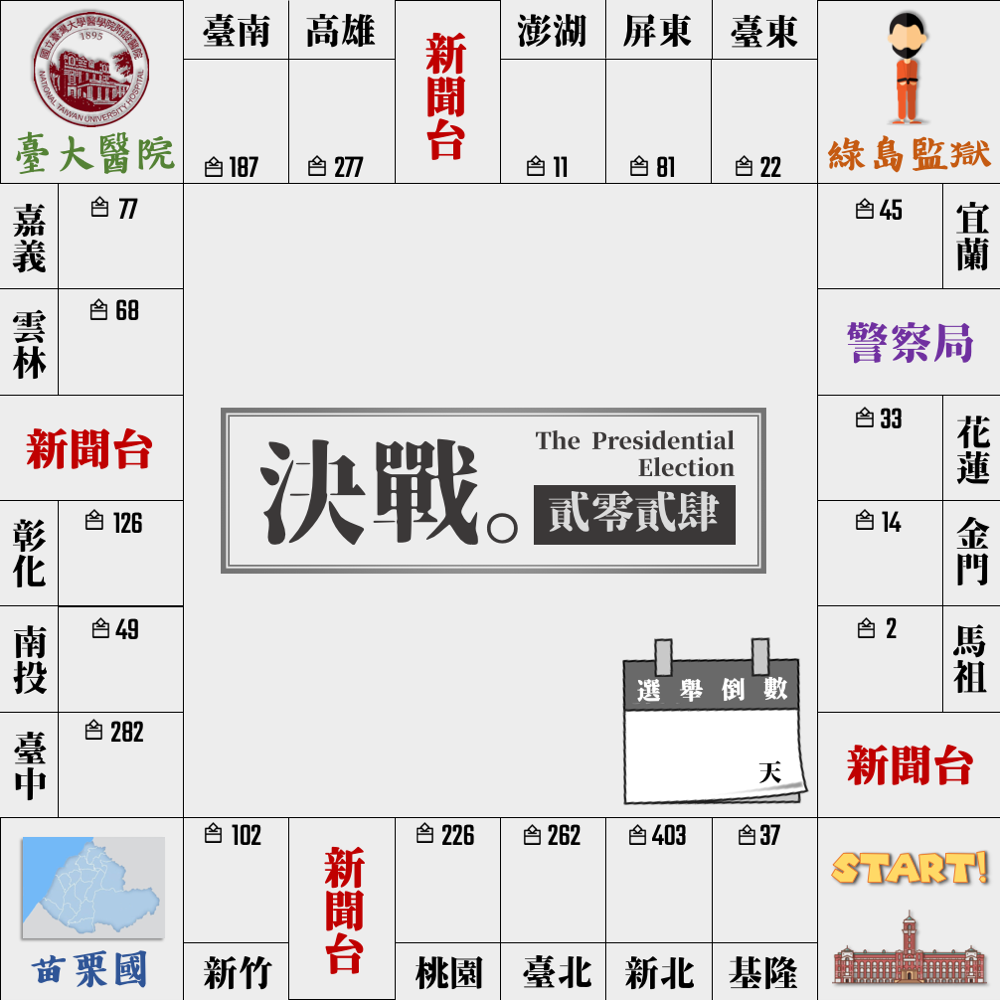 國立臺灣大學醫學院附設醫院
1895
NATIONAL TAIWAN UNIVERSITY HOSPITAL
臺大醫院
臺南
187
高雄
277
新聞台
澎湖
11
屏東
81
臺東
22
綠島監獄
嘉義
77
45
宜蘭
雲林
68
警察局
新聞台
33
花蓮
彰化
126
14
金門
南投
49
2
馬祖
臺中
282
新聞台
決戰。
The Presidential
Election
貳零貳肆
選舉倒數
天
苗栗國
102
新竹
新聞台
226
桃園
262
臺北
403
新北
37
基隆
START!